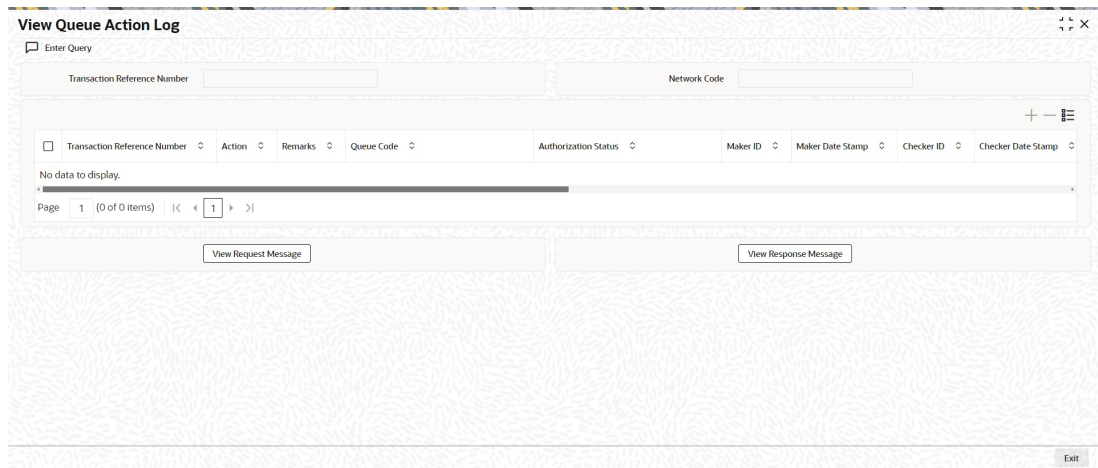 View Queue Action Log
Enter Query
Transaction Reference Number
Network Code
Transaction Reference Number Action Remarks Queue Code Authorization Status Maker ID Maker Date Stamp Checker ID Checker Date Stamp
No data to display.
Page 1 (0 of 0 items) 1
View Request Message View Response Message
Exit